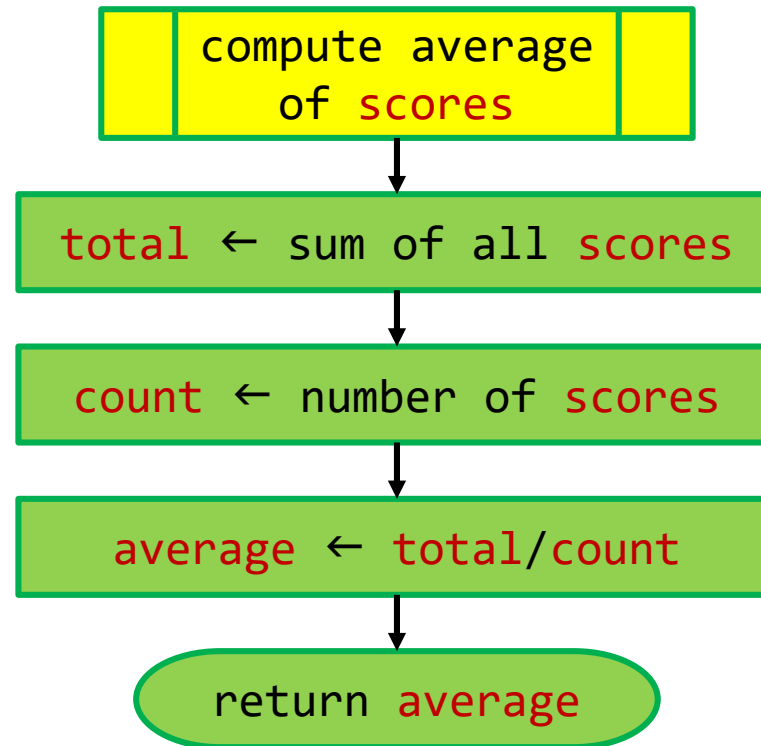 compute average
of scores
total ← sum of all scores
count ← number of scores
average ← total/count
return average